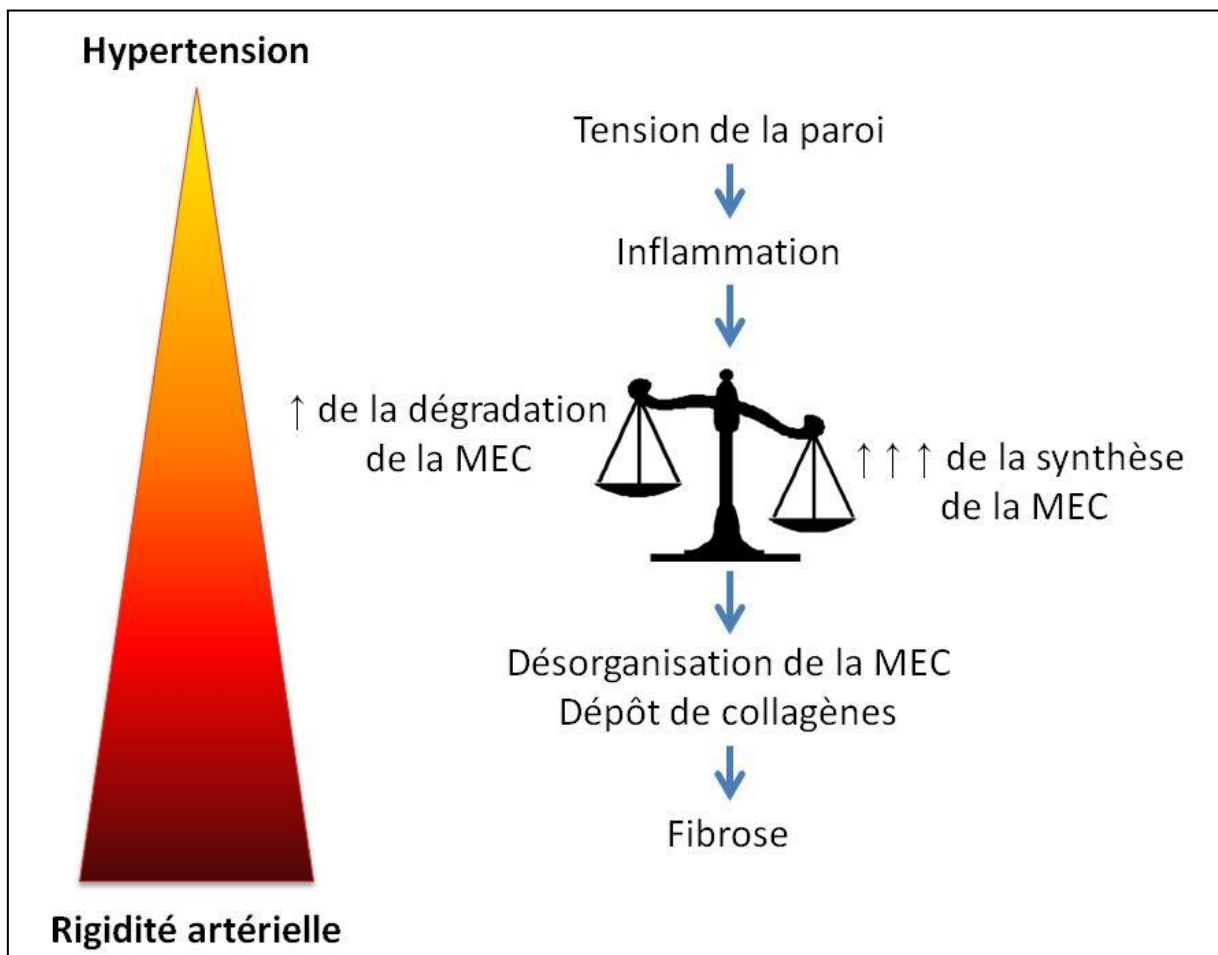 Hypertension
Tension de la paroi
Inflammation
↑ de la dégradation
de la MEC
↑ ↑ ↑ de la synthèse
de la MEC
Désorganisation de la MEC
Dépôt de collagènes
Fibrose
Rigidité artérielle